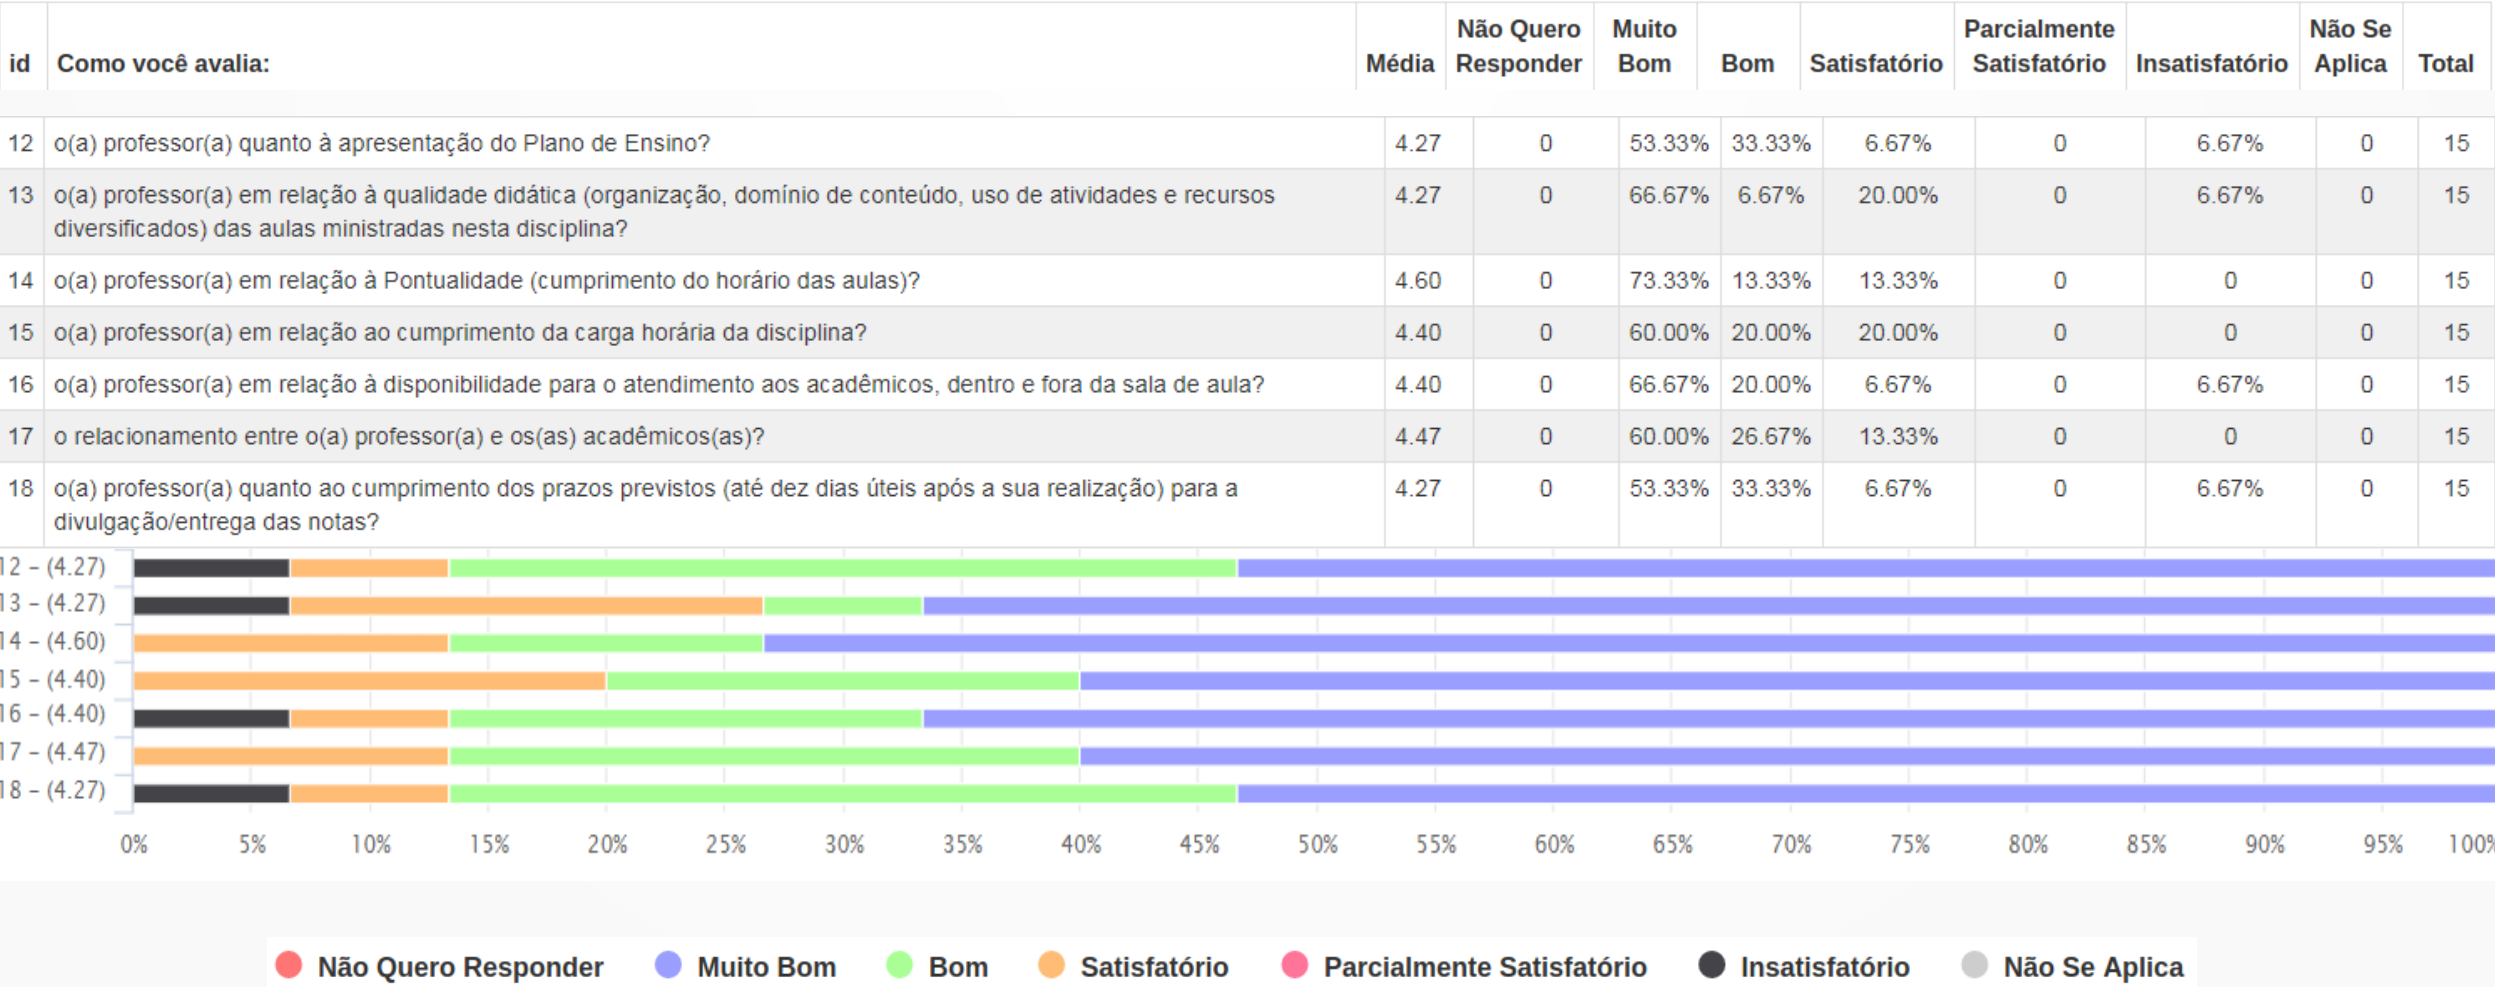 id Como você avalia: Média Não Quero Responder Muito Bom Bom Satisfatório Parcialmente Satisfatório Insatisfatório Não Se Aplica Total
12 o(a) professor(a) quanto à apresentação do Plano de Ensino? 4.27 0 53.33% 33.33% 6.67% 0 6.67% 0 15
13 o(a) professor(a) em relação à qualidade didática (organização, domínio de conteúdo, uso de atividades e recursos 4.27 0 66.67% 6.67% 20.00% 0 6.67% 0 15
diversificados) das aulas ministradas nesta disciplina?
14 o(a) professor(a) em relação à Pontualidade (cumprimento do horário das aulas)? 4.60 0 73.33% 13.33% 13.33% 0 0 0 15
15 o(a) professor(a) em relação ao cumprimento da carga horária da disciplina? 4.40 0 60.00% 20.00% 20.00% 0 0 0 15
16 o(a) professor(a) em relação à disponibilidade para o atendimento aos acadêmicos, dentro e fora da sala de aula? 4.40 0 66.67% 20.00% 6.67% 0 6.67% 0 15
17 o relacionamento entre o(a) professor(a) e os(as) acadêmicos(as)? 4.47 0 60.00% 26.67% 13.33% 0 0 0 15
18 o(a) professor(a) quanto ao cumprimento dos prazos previstos (até dez dias úteis após a sua realização) para a 4.27 0 53.33% 33.33% 6.67% 0 6.67% 0 15
divulgação/entrega das notas?
12 – (4.27)
13 – (4.27)
14 – (4.60)
15 – (4.40)
16 – (4.40)
17 – (4.47)
18 – (4.27)
0% 5% 10% 15% 20% 25% 30% 35% 40% 45% 50% 55% 60% 65% 70% 75% 80% 85% 90% 95% 100%
Não Quero Responder Muito Bom Bom Satisfatório Parcialmente Satisfatório Insatisfatório Não Se Aplica